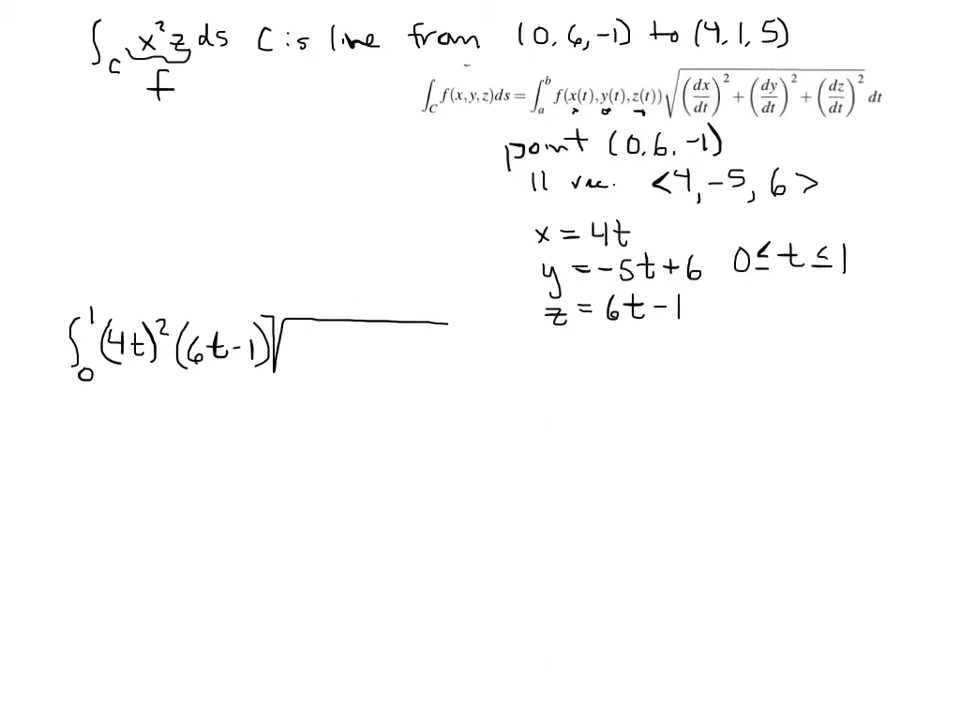 ∫_C x²z ds C is line from (0, 6, -1) to (4, 1, 5)
f
∫_C f(x,y,z)ds = ∫_a^b f(x(t),y(t),z(t))√((dx/dt)² + (dy/dt)² + (dz/dt)²) dt
point (0, 6, -1)
|| vec. <4, -5, 6>
x = 4t
y = -5t + 6 0 ≤ t ≤ 1
z = 6t - 1
∫_0^1 (4t)² (6t - 1) √